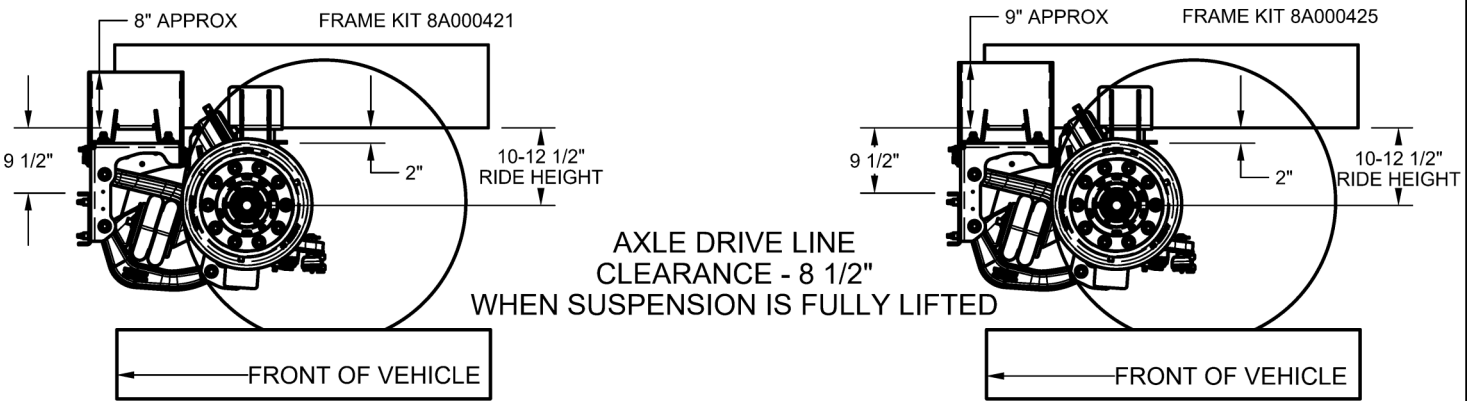 8" APPROX
FRAME KIT 8A000421
9 1/2"
2"
10-12 1/2"
RIDE HEIGHT
FRONT OF VEHICLE
AXLE DRIVE LINE
CLEARANCE - 8 1/2"
WHEN SUSPENSION IS FULLY LIFTED
9" APPROX
FRAME KIT 8A000425
9 1/2"
2"
10-12 1/2"
RIDE HEIGHT
FRONT OF VEHICLE